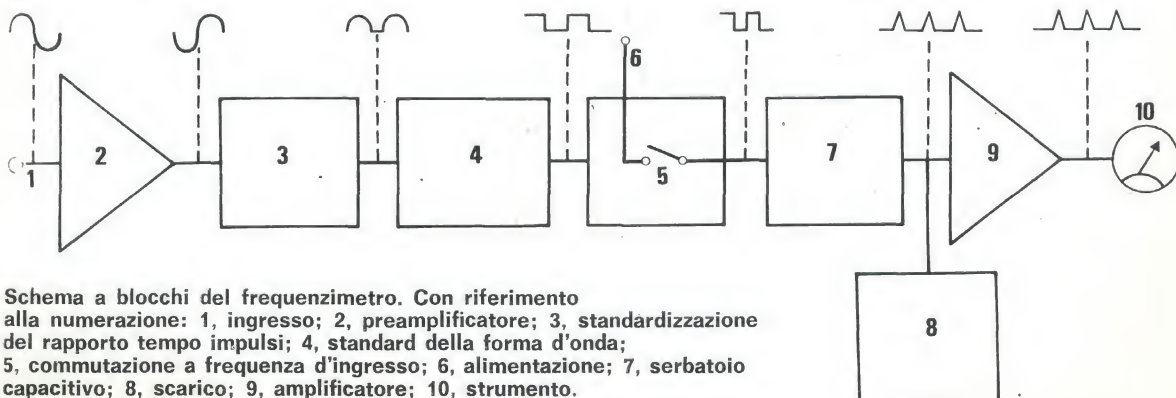 6
10
1
2
3
4
5
7
9
8
Schema a blocchi del frequenzimetro. Con riferimento
alla numerazione: 1, ingresso; 2, preamplificatore; 3, standardizzazione
del rapporto tempo impulsi; 4, standard della forma d'onda;
5, commutazione a frequenza d'ingresso; 6, alimentazione; 7, serbatoio
capacitivo; 8, scarico; 9, amplificatore; 10, strumento.